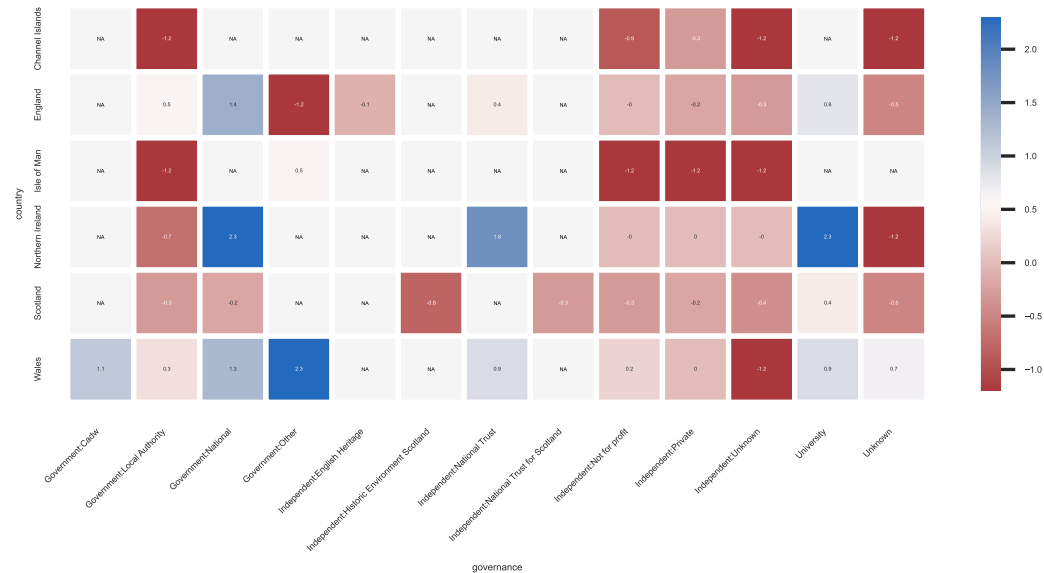 Channel Islands NA -1.2 NA NA NA NA NA NA -0.9 -0.3 -1.2 NA -1.2
England NA 0.5 1.4 -1.2 -0.1 NA 0.4 NA -0 -0.2 -0.3 0.8 -0.5
Isle of Man NA -1.2 NA 0.5 NA NA NA NA -1.2 -1.2 -1.2 NA NA
Northern Ireland NA -0.7 2.3 NA NA NA 1.8 NA -0 0 -0 2.3 -1.2
Scotland NA -0.3 -0.2 NA NA -0.8 NA -0.3 -0.3 -0.2 -0.4 0.4 -0.5
Wales 1.1 0.3 1.3 2.3 NA NA 0.9 NA 0.2 0 -1.2 0.9 0.7
country
Government:Cadw
Government:Local Authority
Government:National
Government:Other
Independent:English Heritage
Independent:Historic Environment Scotland
Independent:National Trust
Independent:National Trust for Scotland
Independent:Not for profit
Independent:Private
Independent:Unknown
University
Unknown
governance
2.0
1.5
1.0
0.5
0.0
−0.5
−1.0